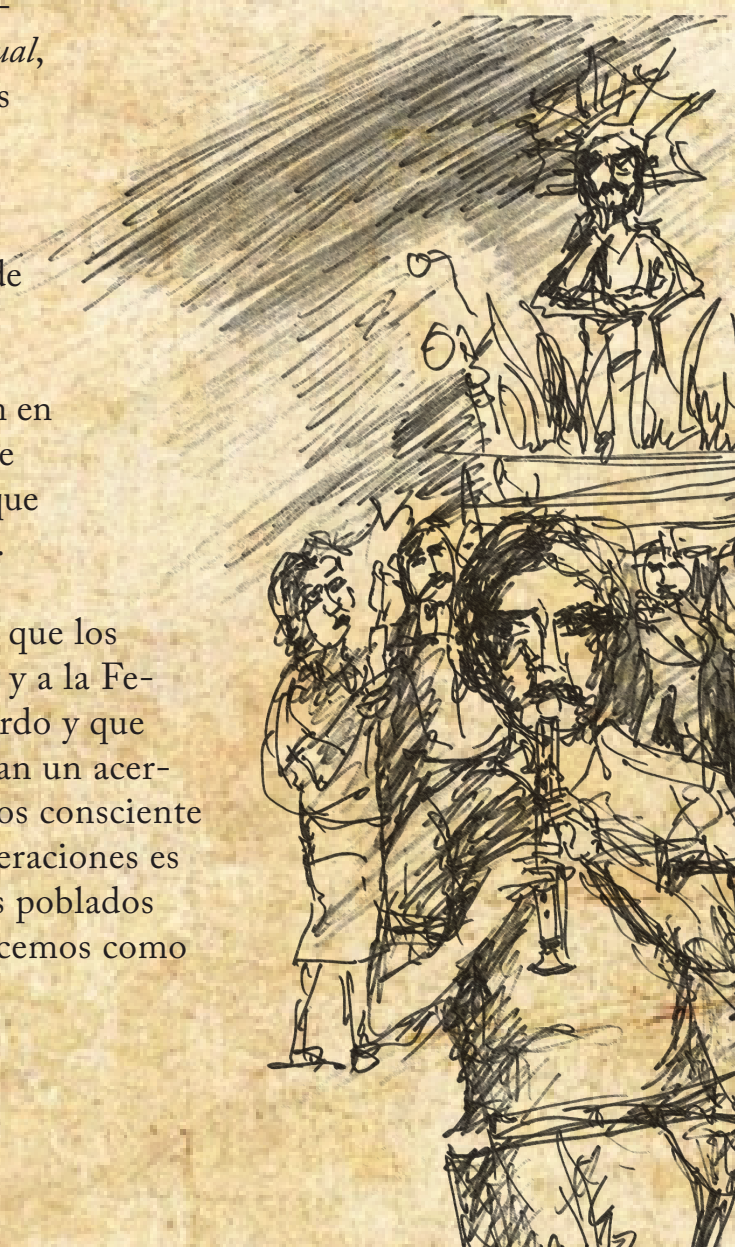 ual,
s
de
n en
e
que
.
que los
y a la Fe-
rdo y que
an un acer-
os consciente
eraciones es
s poblados
cemos como